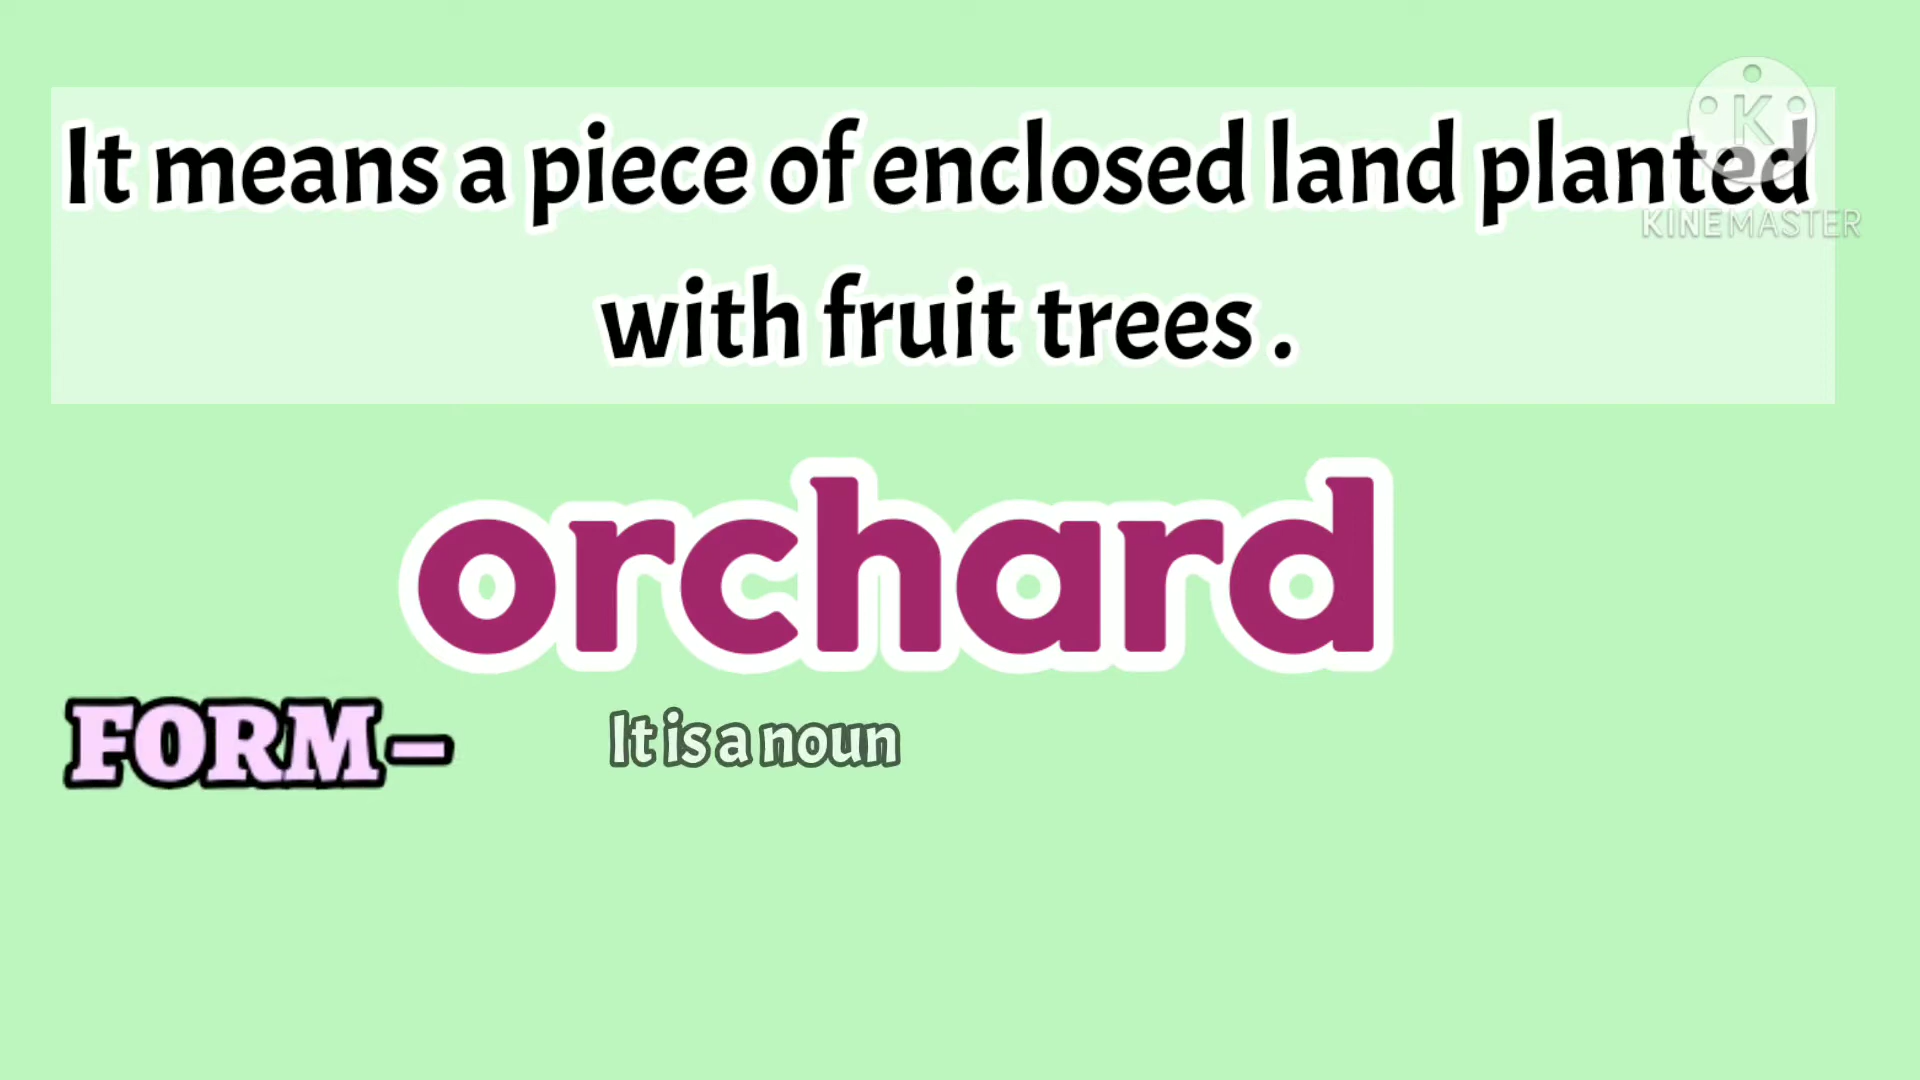 It means a piece of enclosed land planted
with fruit trees .
K
KINEMASTER
orchard
FORM – It is a noun